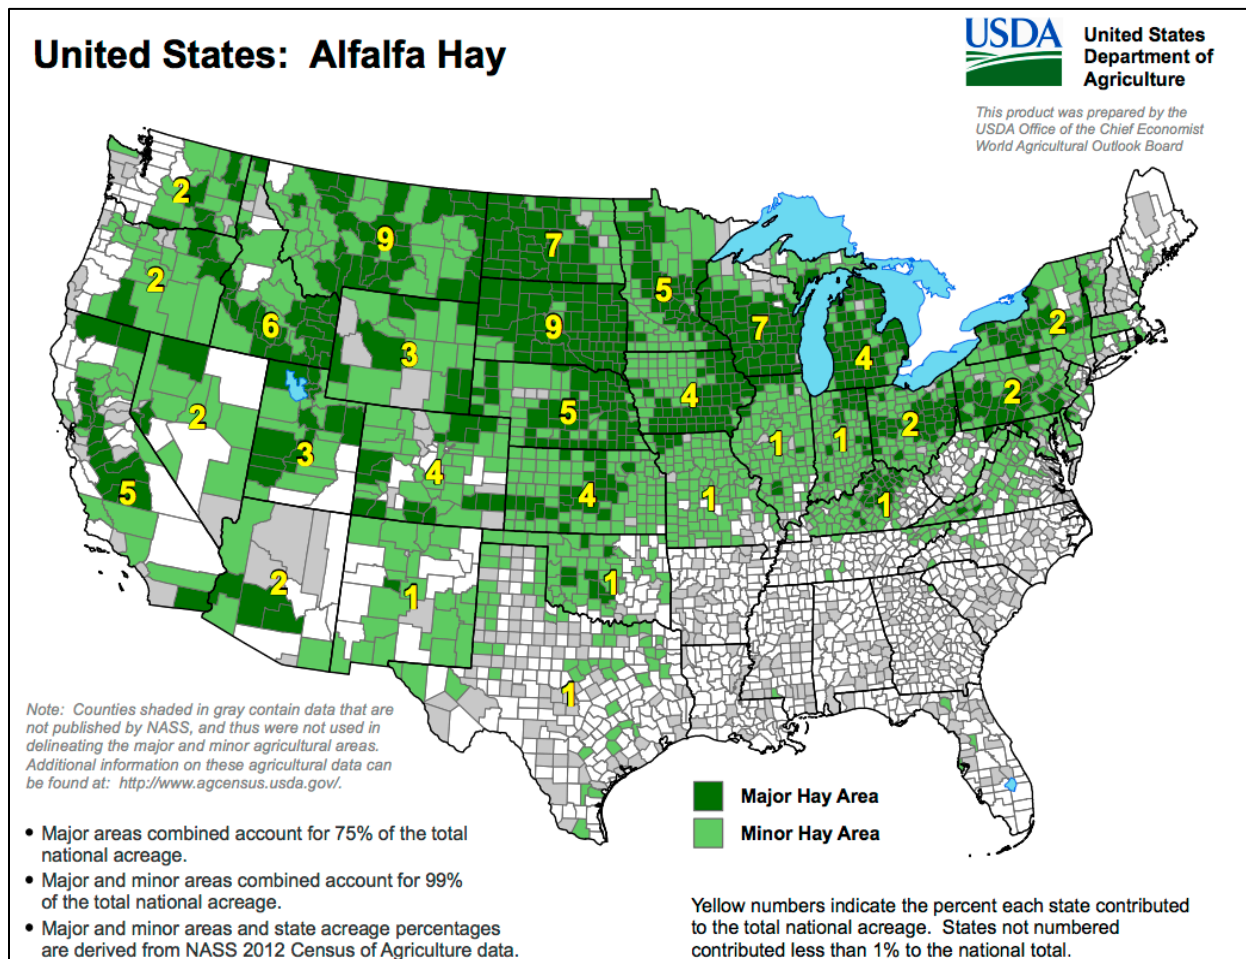 United States:  Alfalfa Hay
USDA
United States
Department of
Agriculture
This product was prepared by the
USDA Office of the Chief Economist
World Agricultural Outlook Board
2
9
7
5
2
6
3
9
7
4
2
2
3
5
4
2
2
5
4
4
1
1
1
1
2
1
1
1
Note:  Counties shaded in gray contain data that are
not published by NASS, and thus were not used in
delineating the major and minor agricultural areas.
Additional information on these agricultural data can
be found at:  http://www.agcensus.usda.gov/.
Major Hay Area
Minor Hay Area
• Major areas combined account for 75% of the total
national acreage.
• Major and minor areas combined account for 99%
of the total national acreage.
• Major and minor areas and state acreage percentages
are derived from NASS 2012 Census of Agriculture data.
Yellow numbers indicate the percent each state contributed
to the total national acreage.  States not numbered
contributed less than 1% to the national total.